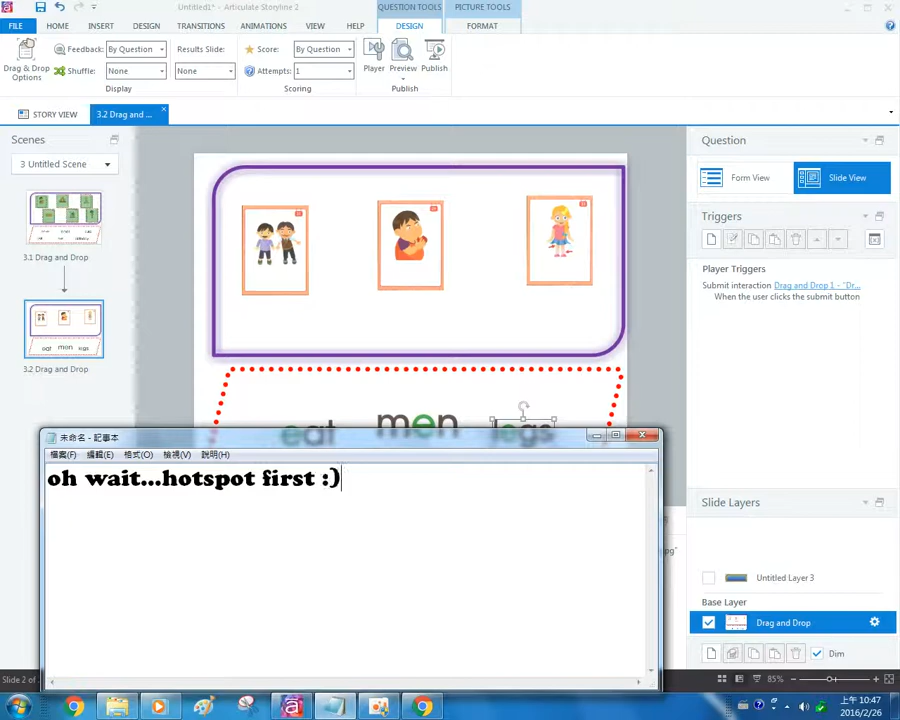 Untitled1* - Articulate Storyline 2
QUESTION TOOLS
PICTURE TOOLS
FILE
HOME
INSERT
DESIGN
TRANSITIONS
ANIMATIONS
VIEW
HELP
DESIGN
FORMAT
Drag & Drop
Options
Feedback: By Question
Shuffle: None
Results Slide:
None
Display
Score: By Question
Attempts: 1
Scoring
Player
Preview
Publish
Publish
STORY VIEW
3.2 Drag and ...
Scenes
3 Untitled Scene
3.1 Drag and Drop
eat men legs
3.2 Drag and Drop
eat men legs
Question
Form View
Slide View
Triggers
Player Triggers
Submit interaction Drag and Drop 1 - "Dr...
When the user clicks the submit button
Slide Layers
Untitled Layer 3
Base Layer
Drag and Drop
Dim
未命名 - 記事本
檔案(F) 編輯(E) 格式(O) 檢視(V) 說明(H)
oh wait...hotspot first :)
Slide 2 of
85%
上午 10:47
2016/2/26